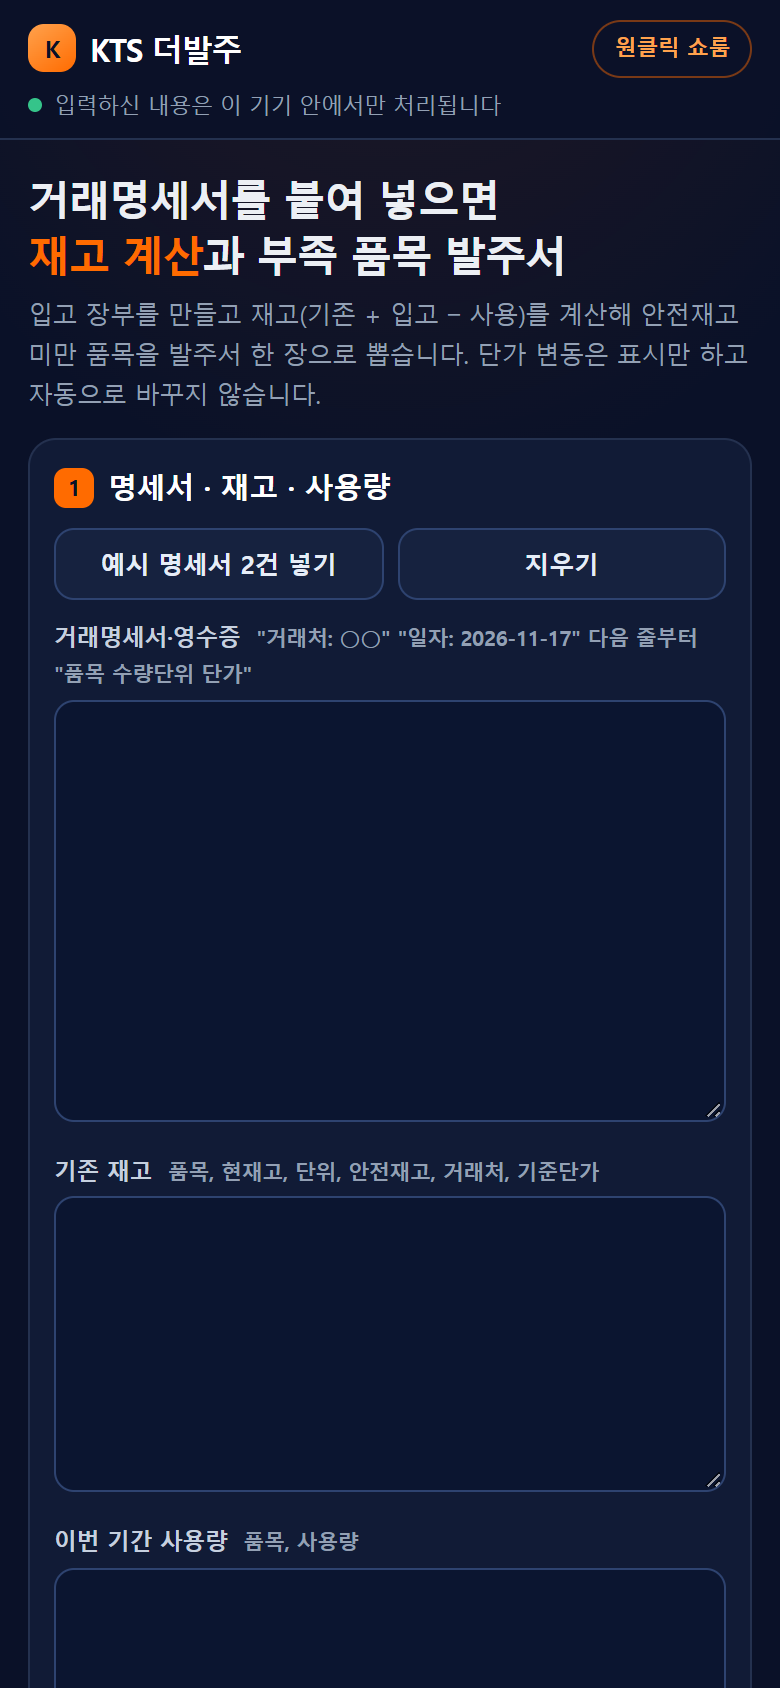 K KTS 더발주 원클릭 쇼룸
입력하신 내용은 이 기기 안에서만 처리됩니다
거래명세서를 붙여 넣으면
재고 계산과 부족 품목 발주서
입고 장부를 만들고 재고(기존 + 입고 − 사용)를 계산해 안전재고
미만 품목을 발주서 한 장으로 뽑습니다. 단가 변동은 표시만 하고
자동으로 바꾸지 않습니다.
1 명세서 · 재고 · 사용량
예시 명세서 2건 넣기 지우기
거래명세서·영수증 "거래처: ○○" "일자: 2026-11-17" 다음 줄부터
"품목 수량단위 단가"
기존 재고 품목, 현재고, 단위, 안전재고, 거래처, 기준단가
이번 기간 사용량 품목, 사용량